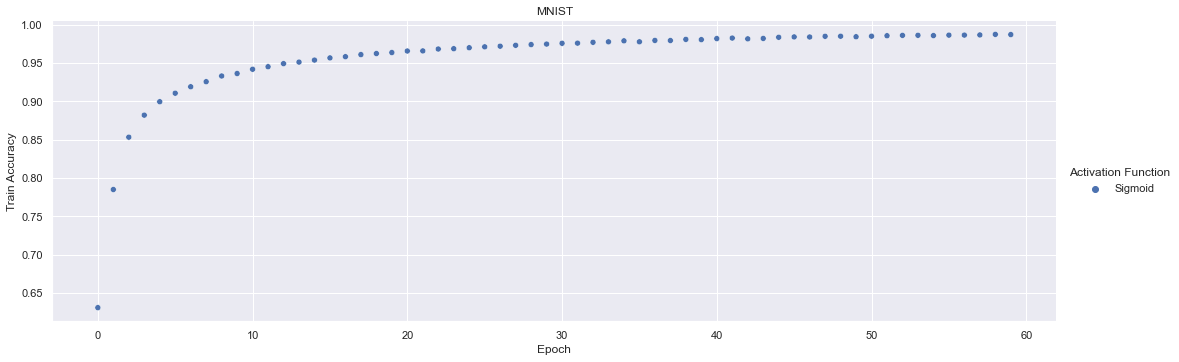 MNIST
1.00
0.95
0.90
0.85
0.80
0.75
0.70
0.65
Train Accuracy
0 10 20 30 40 50 60
Epoch
Activation Function
Sigmoid